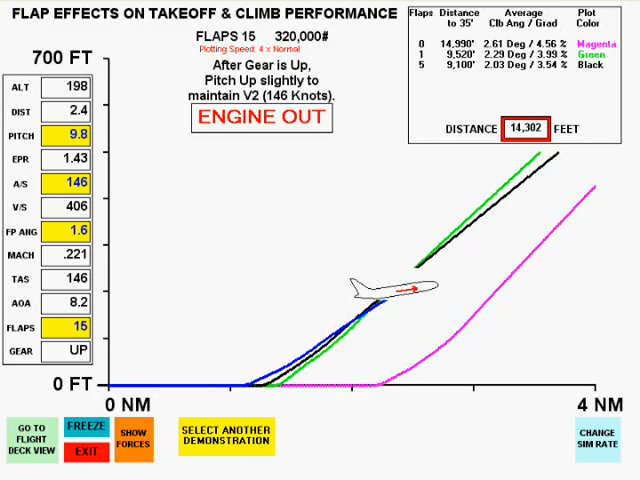 FLAP EFFECTS ON TAKEOFF & CLIMB PERFORMANCE
FLAPS 15 320,000#
Plotting Speed: 4 x Normal
After Gear is Up,
Pitch Up slightly to
maintain V2 (146 Knots).
ENGINE OUT
Flaps Distance to 35' Average Clb Ang / Grad Plot Color
0 14,990' 2.61 Deg / 4.56 % Magenta
1 9,520' 2.29 Deg / 3.99 % Green
5 9,100' 2.03 Deg / 3.54 % Black
DISTANCE 14,302 FEET
700 FT
ALT 198
DIST 2.4
PITCH 9.8
EPR 1.43
A/S 146
V/S 406
FP ANG 1.6
MACH .221
TAS 146
AOA 8.2
FLAPS 15
GEAR UP
0 FT
0 NM 4 NM
GO TO
FLIGHT
DECK VIEW
FREEZE
EXIT
SHOW
FORCES
SELECT ANOTHER
DEMONSTRATION
CHANGE
SIM RATE